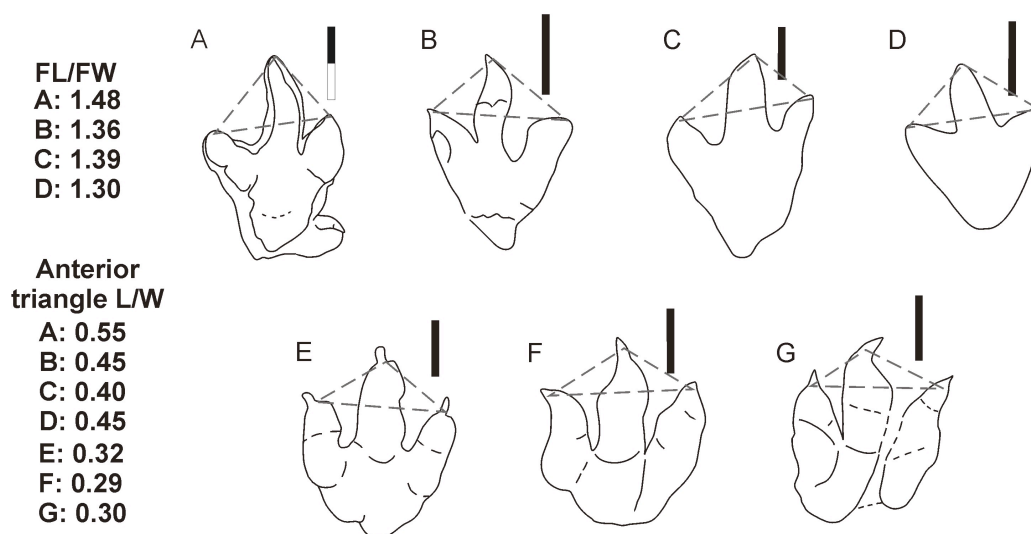 A
B
C
D
FL/FW
A: 1.48
B: 1.36
C: 1.39
D: 1.30
Anterior
triangle L/W
A: 0.55
B: 0.45
C: 0.40
D: 0.45
E: 0.32
F: 0.29
G: 0.30
E
F
G